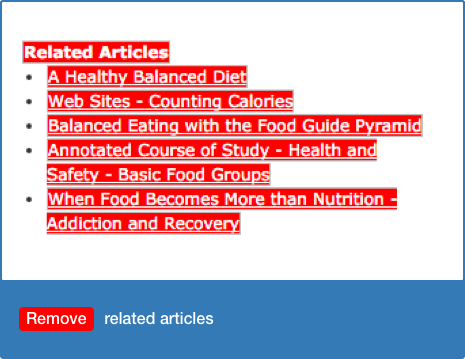 Related Articles
• A Healthy Balanced Diet
• Web Sites - Counting Calories
• Balanced Eating with the Food Guide Pyramid
• Annotated Course of Study - Health and
Safety - Basic Food Groups
• When Food Becomes More than Nutrition -
Addiction and Recovery
Remove related articles